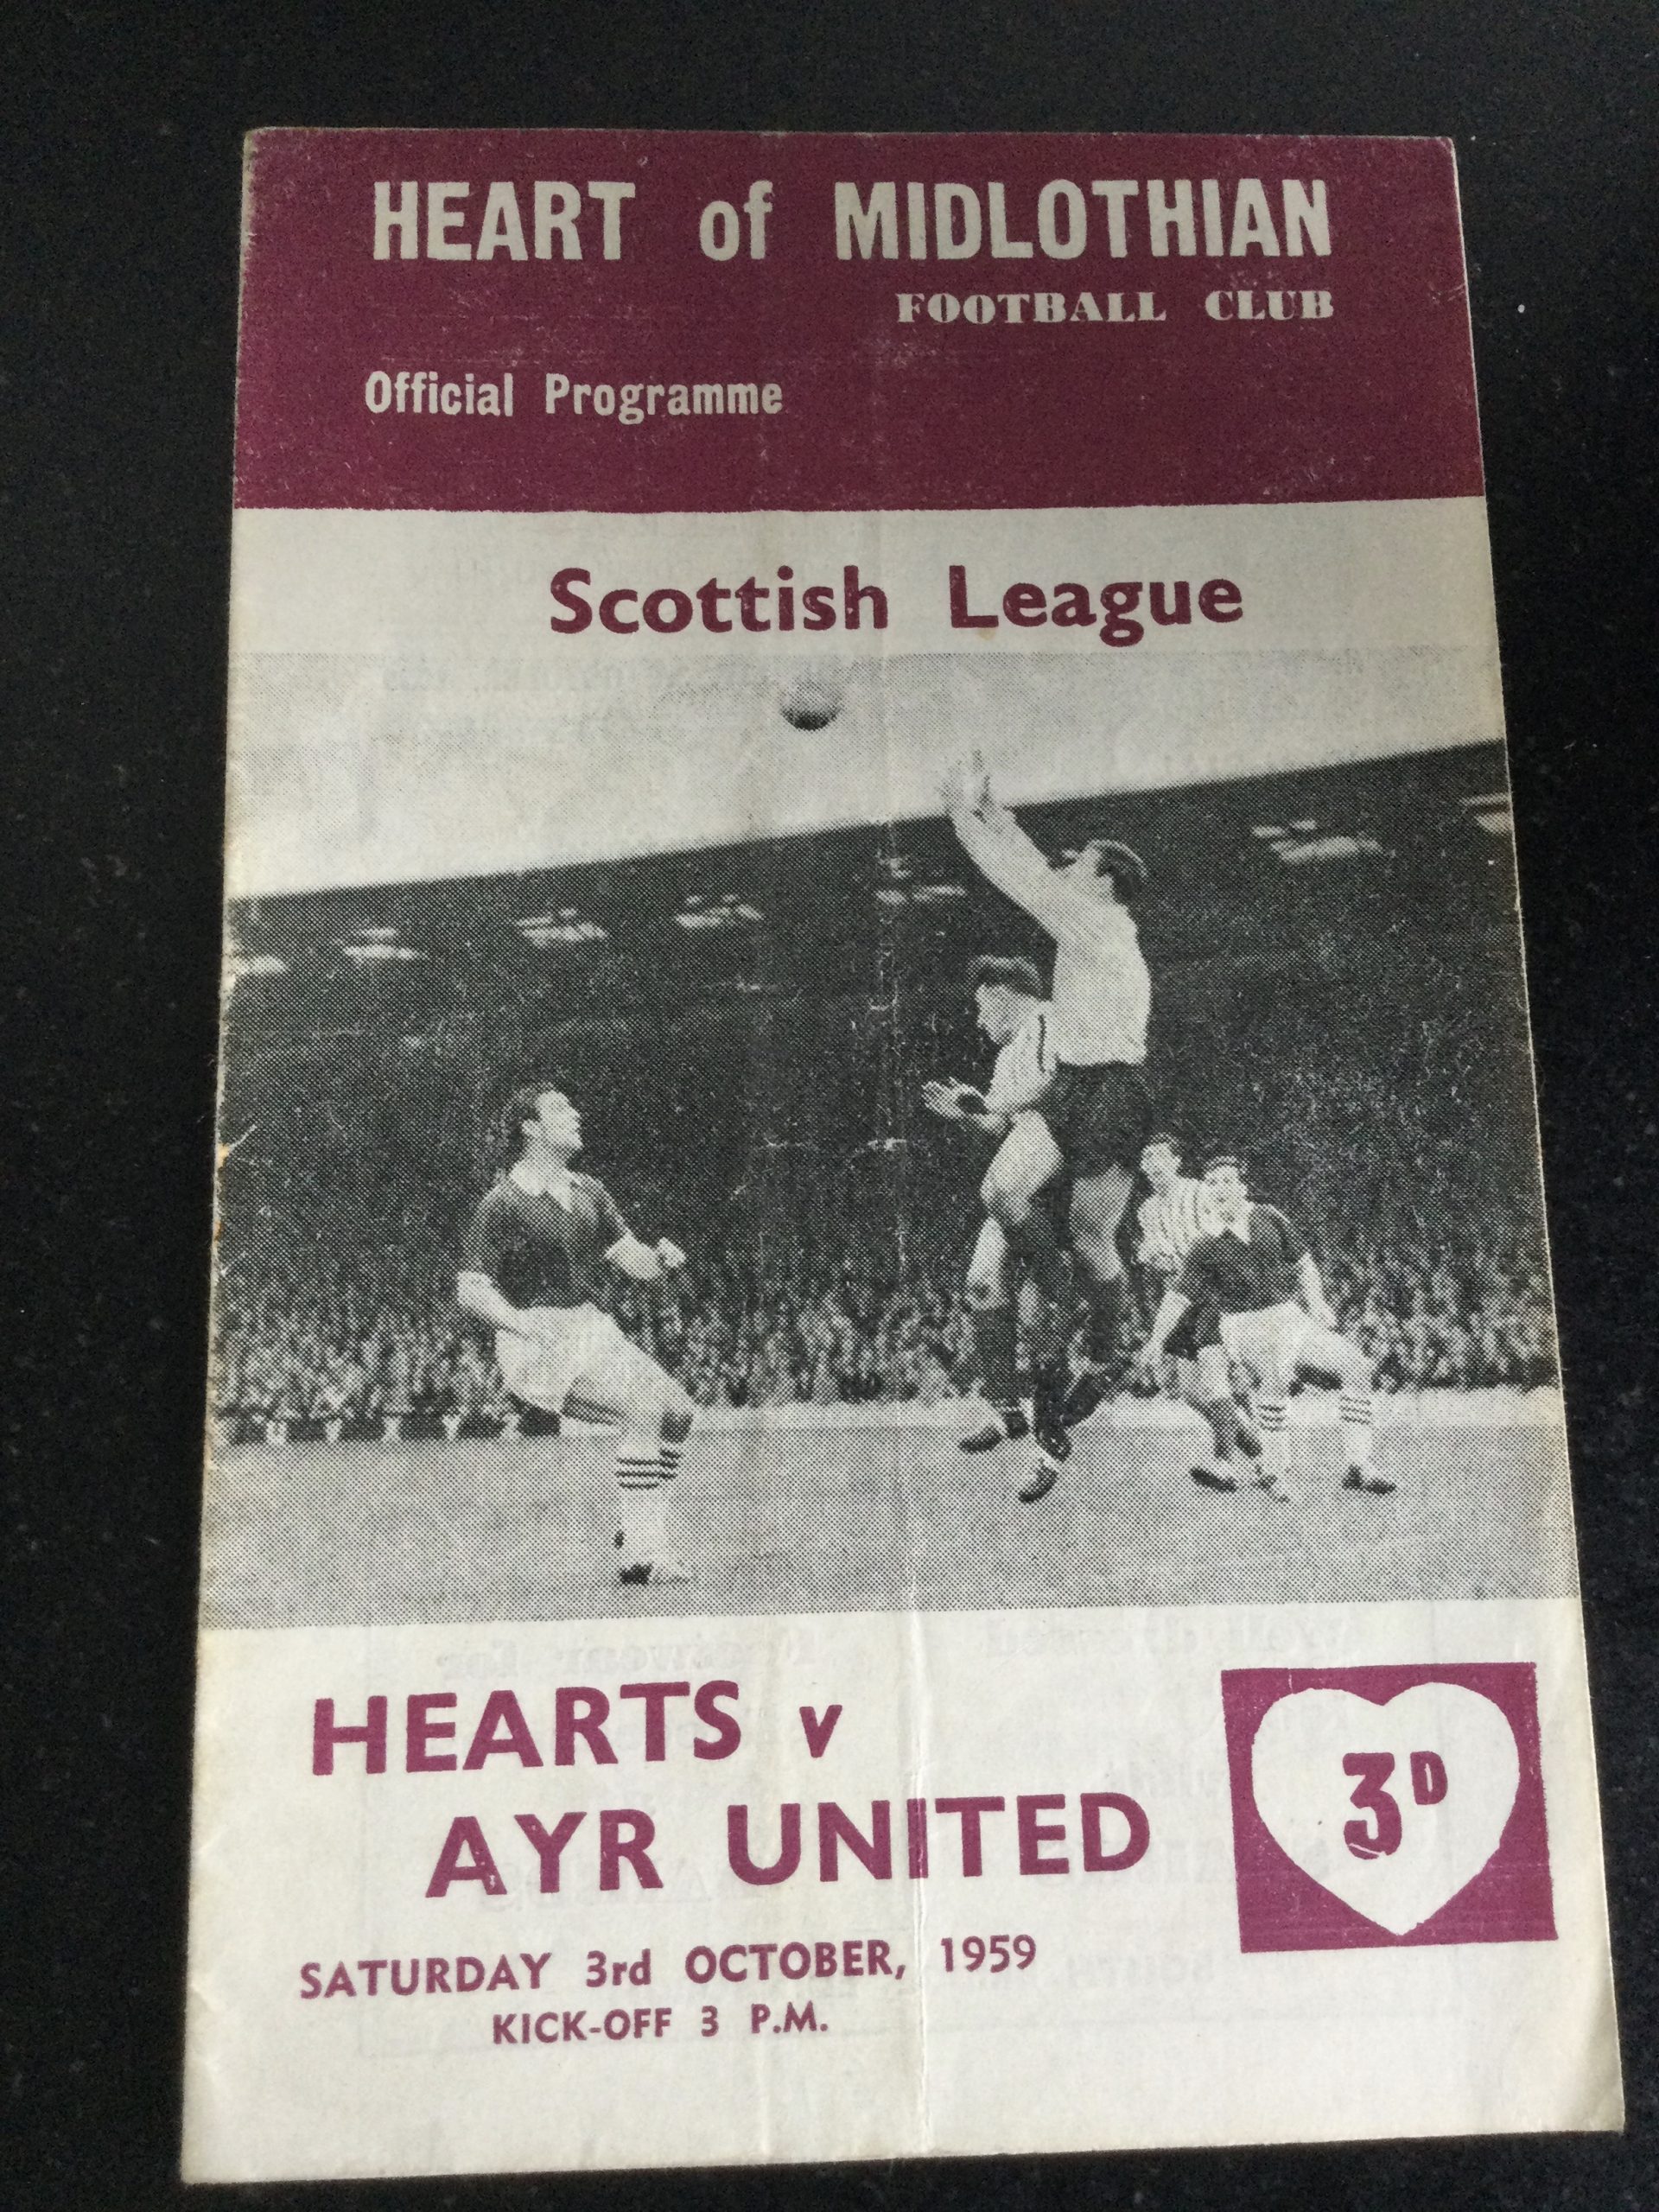 HEART of MIDLOTHIAN
FOOTBALL CLUB
Official Programme
Scottish League
HEARTS v
AYR UNITED
3D
SATURDAY 3rd OCTOBER, 1959
KICK-OFF 3 P.M.